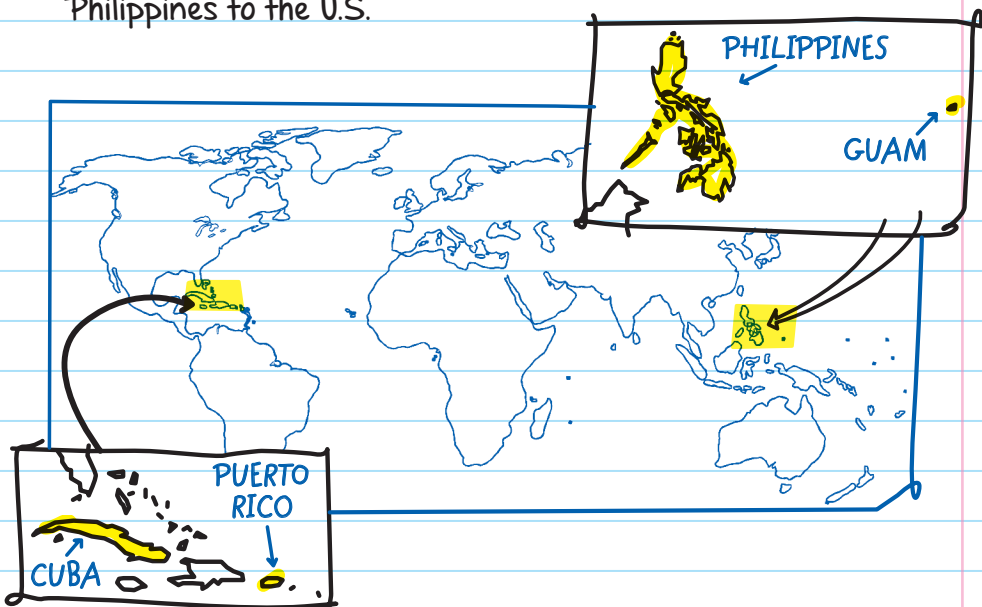 Philippines to the U.S.
PHILIPPINES
GUAM
PUERTO
RICO
CUBA